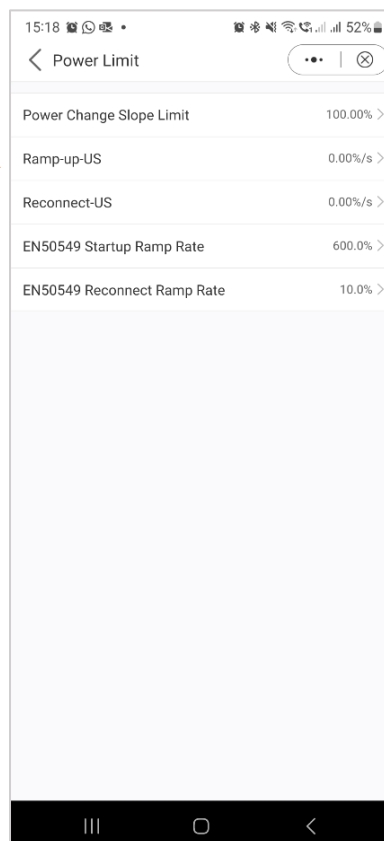 15:18 52%
Power Limit
Power Change Slope Limit 100.00%
Ramp-up-US 0.00%/s
Reconnect-US 0.00%/s
EN50549 Startup Ramp Rate 600.0%
EN50549 Reconnect Ramp Rate 10.0%